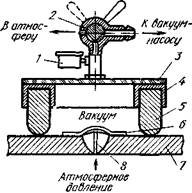 В атмос-
феру
2
К вакуум-
насосу
1
3
4
Вакуум
5
6
7
Атмосферное
давление
8